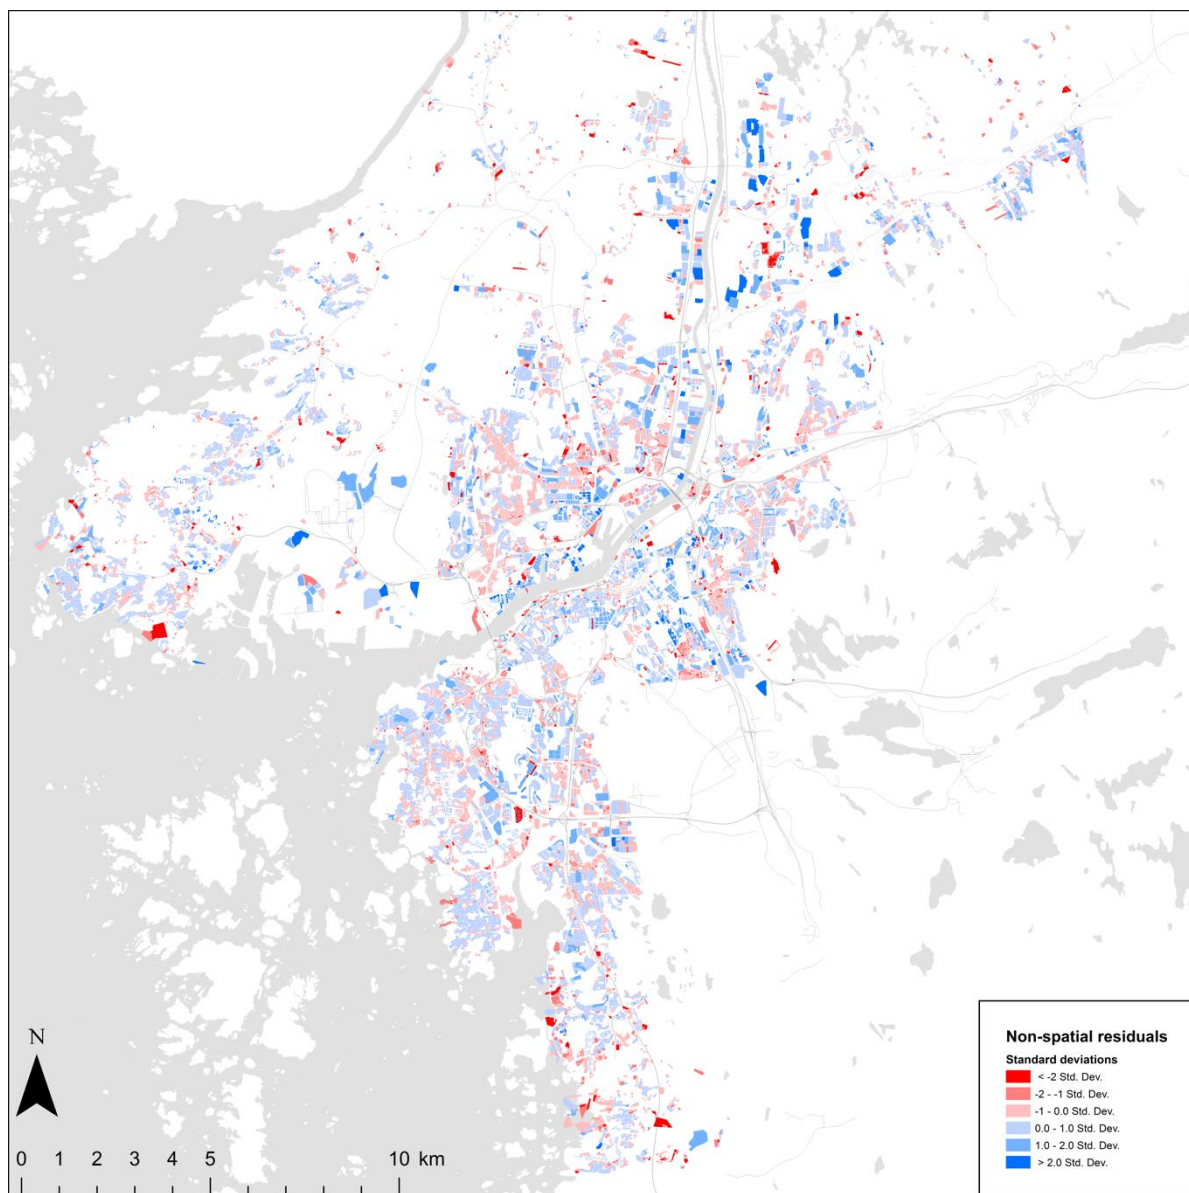 N
0 1 2 3 4 5 10 km
Non-spatial residuals
Standard deviations
< -2 Std. Dev.
-2 - -1 Std. Dev.
-1 - 0.0 Std. Dev.
0.0 - 1.0 Std. Dev.
1.0 - 2.0 Std. Dev.
> 2.0 Std. Dev.